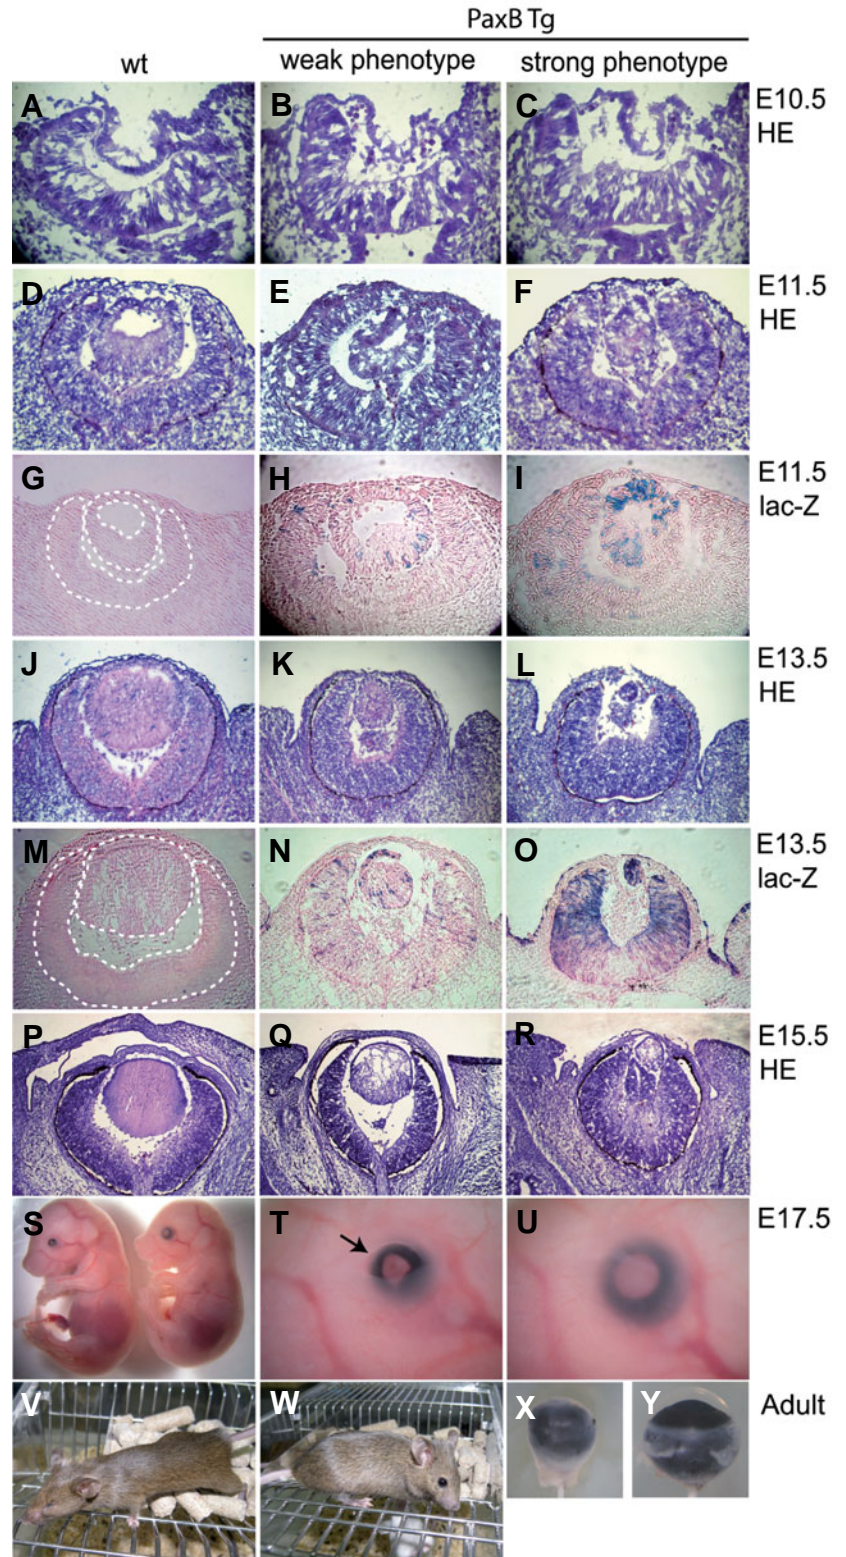 PaxB Tg
wt
weak phenotype
strong phenotype
A
B
C
E10.5
HE
D
E
F
E11.5
HE
G
H
I
E11.5
lac-Z
J
K
L
E13.5
HE
M
N
O
E13.5
lac-Z
P
Q
R
E15.5
HE
S
T
U
E17.5
V
W
X
Y
Adult